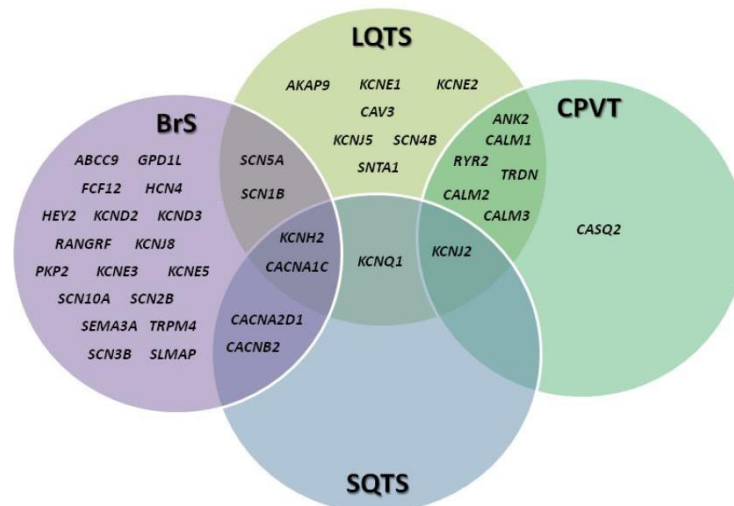 LQTS
AKAP9 KCNE1 KCNE2
CAV3
KCNJ5 SCN4B
SNTA1
BrS
ABCC9 GPD1L
FCF12 HCN4
HEY2 KCND2 KCND3
RANGRF KCNJ8
PKP2 KCNE3 KCNE5
SCN10A SCN2B
SEMA3A TRPM4
SCN3B SLMAP
SCN5A
SCN1B
KCNH2
CACNA1C
CACNA2D1
CACNB2
KCNQ1
KCNJ2
CPVT
ANK2
CALM1
RYR2
TRDN
CALM2
CALM3
CASQ2
SQTS